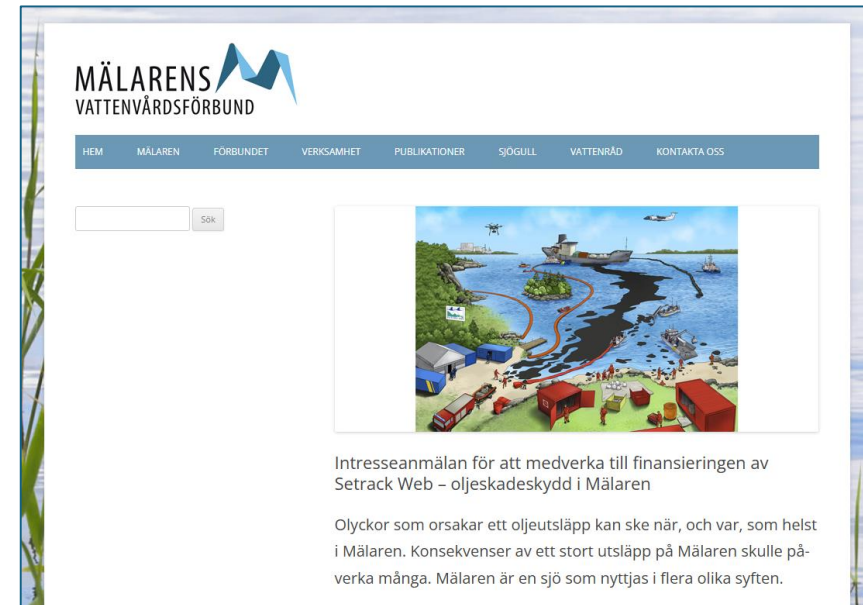 MÄLARENS
VATTENVÅRDSFÖRBUND
HEM MÄLAREN FÖRBUNDET VERKSAMHET PUBLIKATIONER SJÖGULL VATTENRÅD KONTAKTA OSS
Sök
Intresseanmälan för att medverka till finansieringen av
Setrack Web – oljeskadeskydd i Mälaren
Olyckor som orsakar ett oljeutsläpp kan ske när, och var, som helst
i Mälaren. Konsekvenser av ett stort utsläpp på Mälaren skulle på-
verka många. Mälaren är en sjö som nyttjas i flera olika syften.